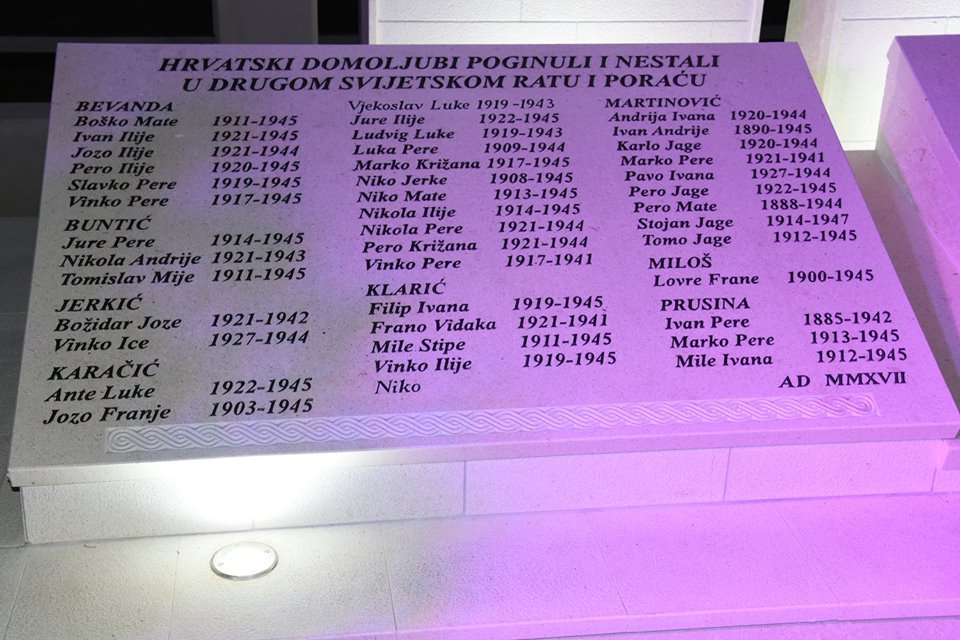 HRVATSKI DOMOLJUBI POGINULI I NESTALI
U DRUGOM SVIJETSKOM RATU I PORAĆU
BEVANDA
Boško Mate 1911-1945
Ivan Ilije 1921-1945
Jozo Ilije 1921-1944
Pero Ilije 1920-1945
Slavko Pere 1919-1945
Vinko Pere 1917-1945
BUNTIĆ
Jure Pere 1914-1945
Nikola Andrije 1921-1943
Tomislav Mije 1911-1945
JERKIĆ
Božidar Joze 1921-1942
Vinko Ice 1927-1944
KARAČIĆ
Ante Luke 1922-1945
Jozo Franje 1903-1945
Vjekoslav Luke 1919-1943
Jure Ilije 1922-1945
Ludvig Luke 1919-1943
Luka Pere 1909-1944
Marko Križana 1917-1945
Niko Jerke 1908-1945
Niko Mate 1913-1945
Nikola Ilije 1914-1945
Nikola Pere 1921-1944
Pero Križana 1921-1944
Vinko Pere 1917-1941
KLARIĆ
Filip Ivana 1919-1945
Frano Vidaka 1921-1941
Mile Stipe 1911-1945
Vinko Ilije 1919-1945
Niko
MARTINOVIĆ
Andrija Ivana 1920-1944
Ivan Andrije 1890-1945
Karlo Jage 1920-1944
Marko Pere 1921-1941
Pavo Ivana 1927-1944
Pero Jage 1922-1945
Pero Mate 1888-1944
Stojan Jage 1914-1947
Tomo Jage 1912-1945
MILOŠ
Lovre Frane 1900-1945
PRUSINA
Ivan Pere 1885-1942
Marko Pere 1913-1945
Mile Ivana 1912-1945
AD MMXVII